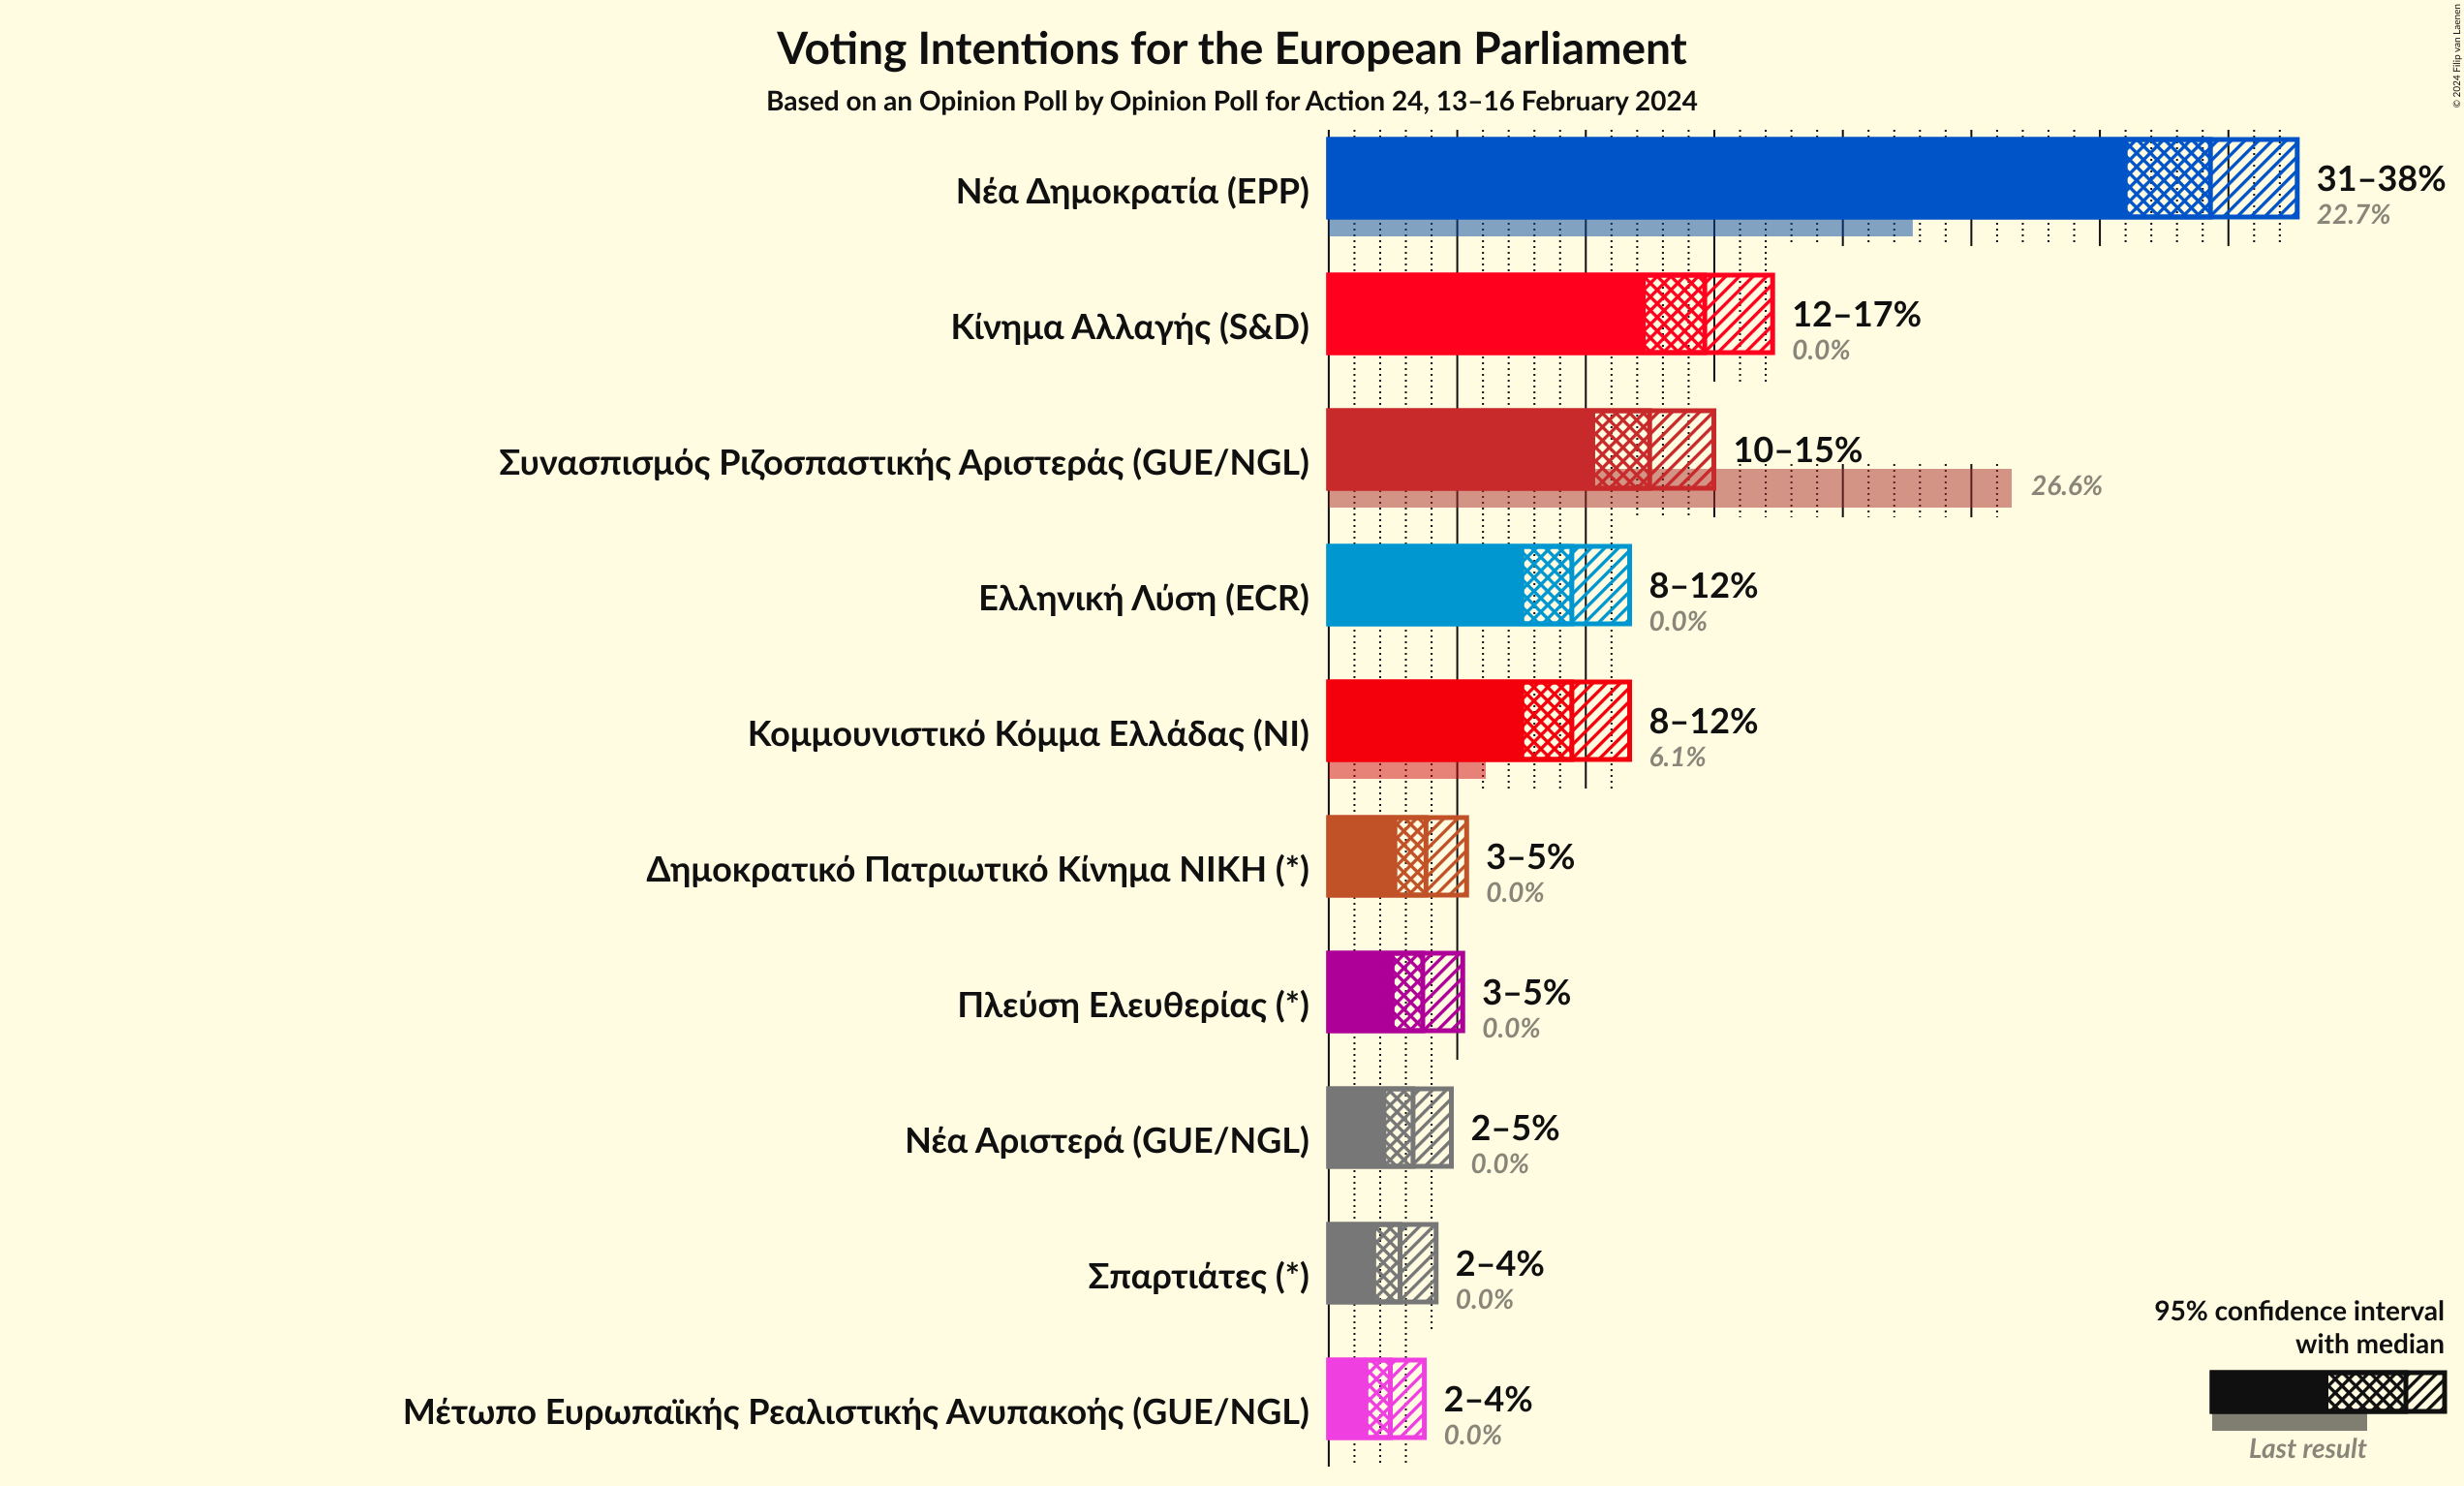 Voting Intentions for the European Parliament
Based on an Opinion Poll by Opinion Poll for Action 24, 13–16 February 2024
© 2024 Filip van Laenen
Νέα Δημοκρατία (EPP)
31–38%
22.7%
Κίνημα Αλλαγής (S&D)
12–17%
0.0%
Συνασπισμός Ριζοσπαστικής Αριστεράς (GUE/NGL)
10–15%
26.6%
Ελληνική Λύση (ECR)
8–12%
0.0%
Κομμουνιστικό Κόμμα Ελλάδας (NI)
8–12%
6.1%
Δημοκρατικό Πατριωτικό Κίνημα ΝΙΚΗ (*)
3–5%
0.0%
Πλεύση Ελευθερίας (*)
3–5%
0.0%
Νέα Αριστερά (GUE/NGL)
2–5%
0.0%
Σπαρτιάτες (*)
2–4%
0.0%
Μέτωπο Ευρωπαϊκής Ρεαλιστικής Ανυπακοής (GUE/NGL)
2–4%
0.0%
95% confidence interval
with median
Last result